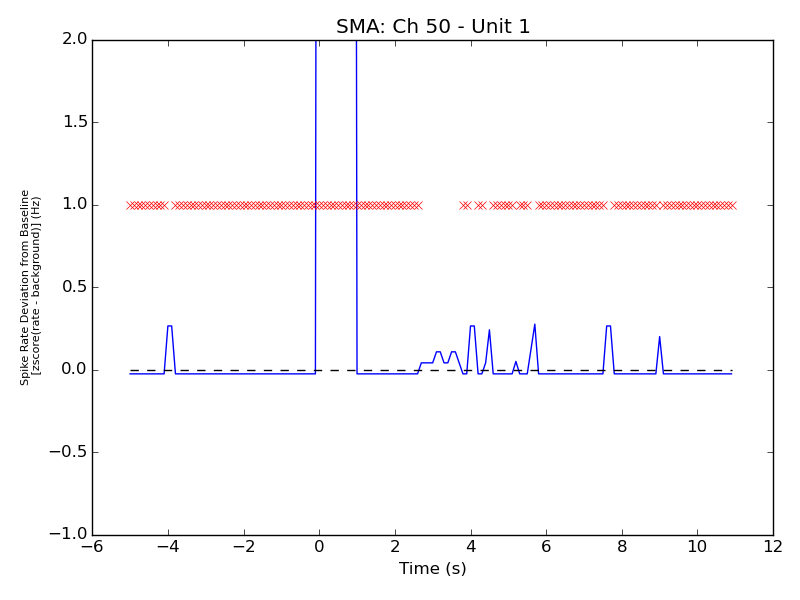 SMA: Ch 50 - Unit 1
2.0
1.5
1.0
0.5
0.0
−0.5
−1.0
Spike Rate Deviation from Baseline
[zscore(rate - background)] (Hz)
−6 −4 −2 0 2 4 6 8 10 12
Time (s)